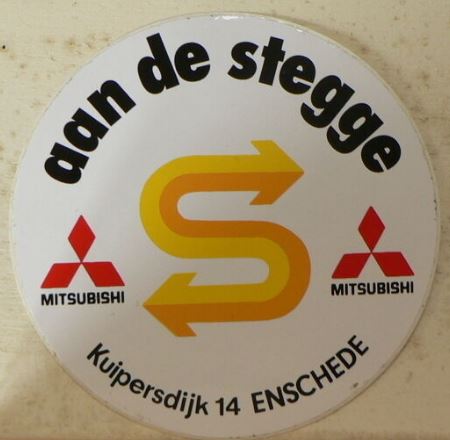 aan de stegge
MITSUBISHI
MITSUBISHI
Kuipersdijk 14 ENSCHEDE